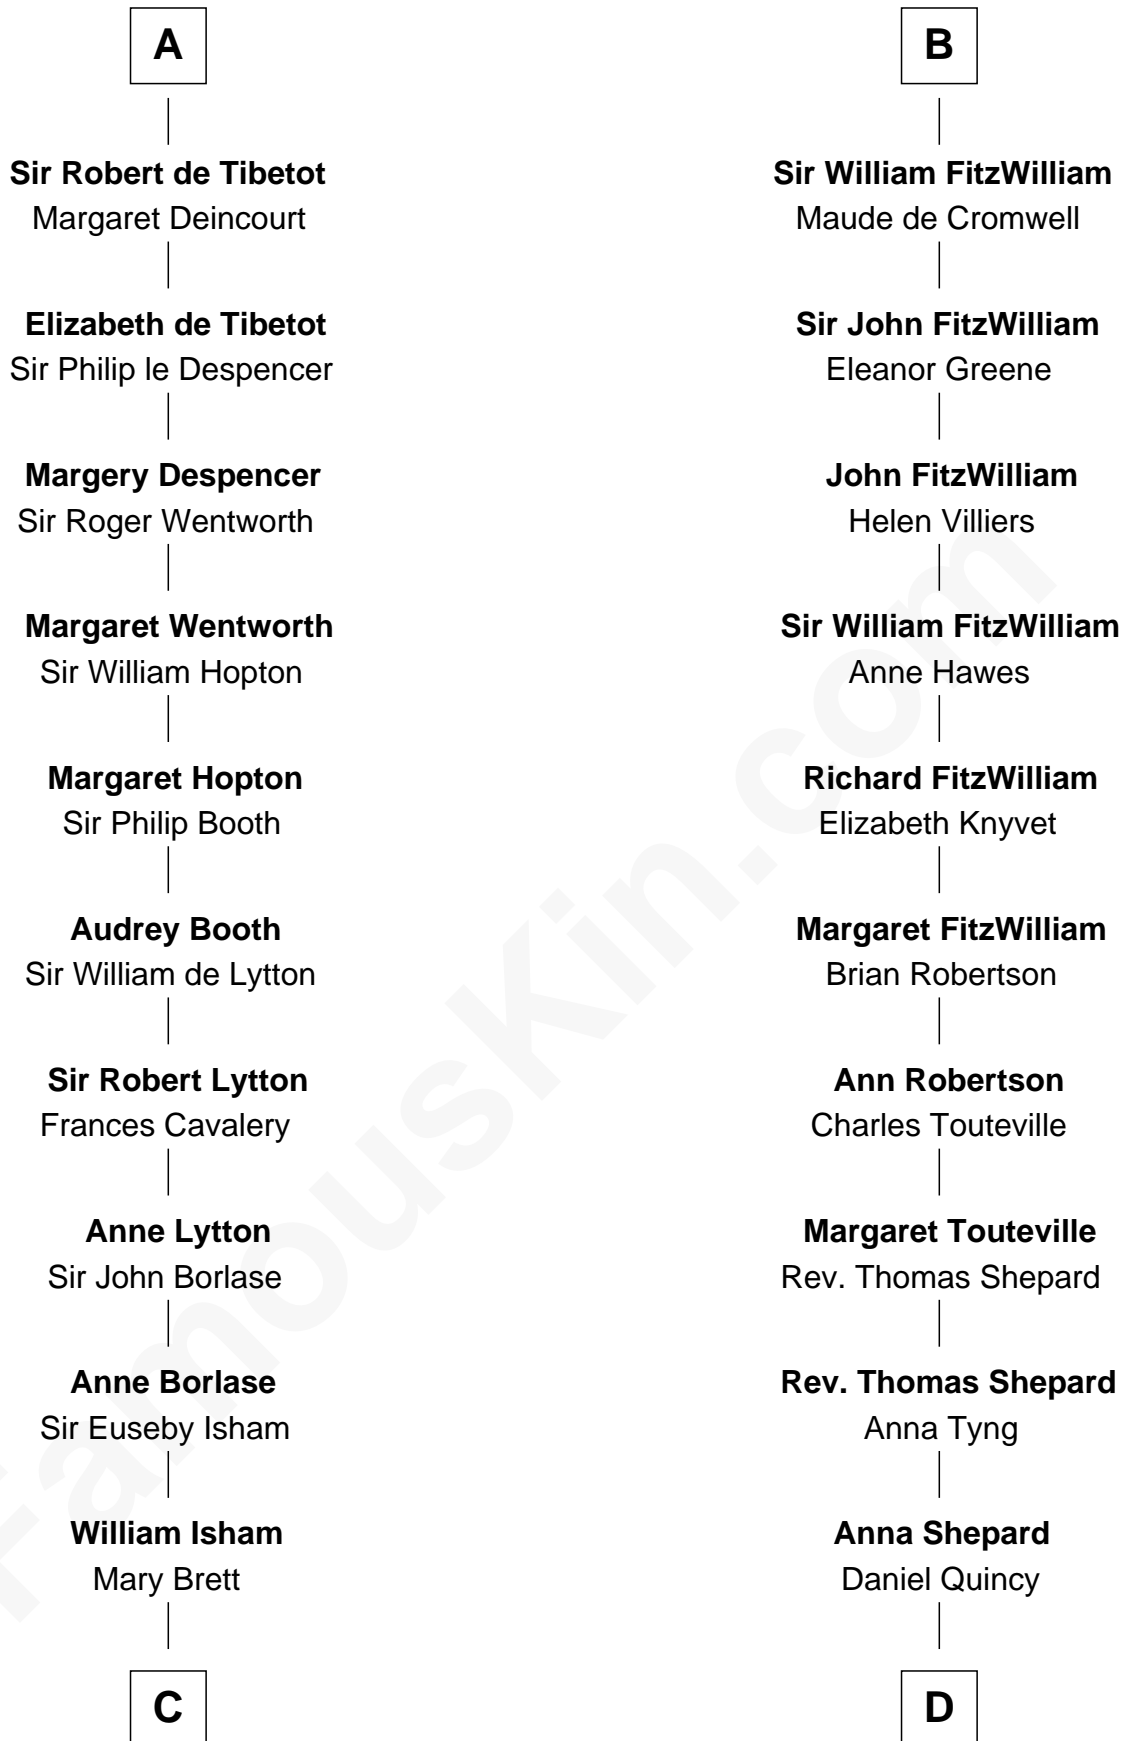 A
Sir Robert de Tibetot
Margaret Deincourt
Elizabeth de Tibetot
Sir Philip le Despencer
Margery Despencer
Sir Roger Wentworth
Margaret Wentworth
Sir William Hopton
Margaret Hopton
Sir Philip Booth
Audrey Booth
Sir William de Lytton
Sir Robert Lytton
Frances Cavalery
Anne Lytton
Sir John Borlase
Anne Borlase
Sir Euseby Isham
William Isham
Mary Brett
C
B
Sir William FitzWilliam
Maude de Cromwell
Sir John FitzWilliam
Eleanor Greene
John FitzWilliam
Helen Villiers
Sir William FitzWilliam
Anne Hawes
Richard FitzWilliam
Elizabeth Knyvet
Margaret FitzWilliam
Brian Robertson
Ann Robertson
Charles Touteville
Margaret Touteville
Rev. Thomas Shepard
Rev. Thomas Shepard
Anna Tyng
Anna Shepard
Daniel Quincy
D
FamousKin.com